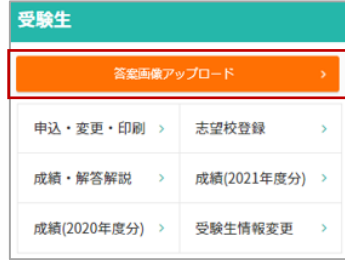 受験生
答案画像アップロード
申込・変更・印刷 志望校登録
成績・解答解説 成績(2021年度分)
成績(2020年度分) 受験生情報変更